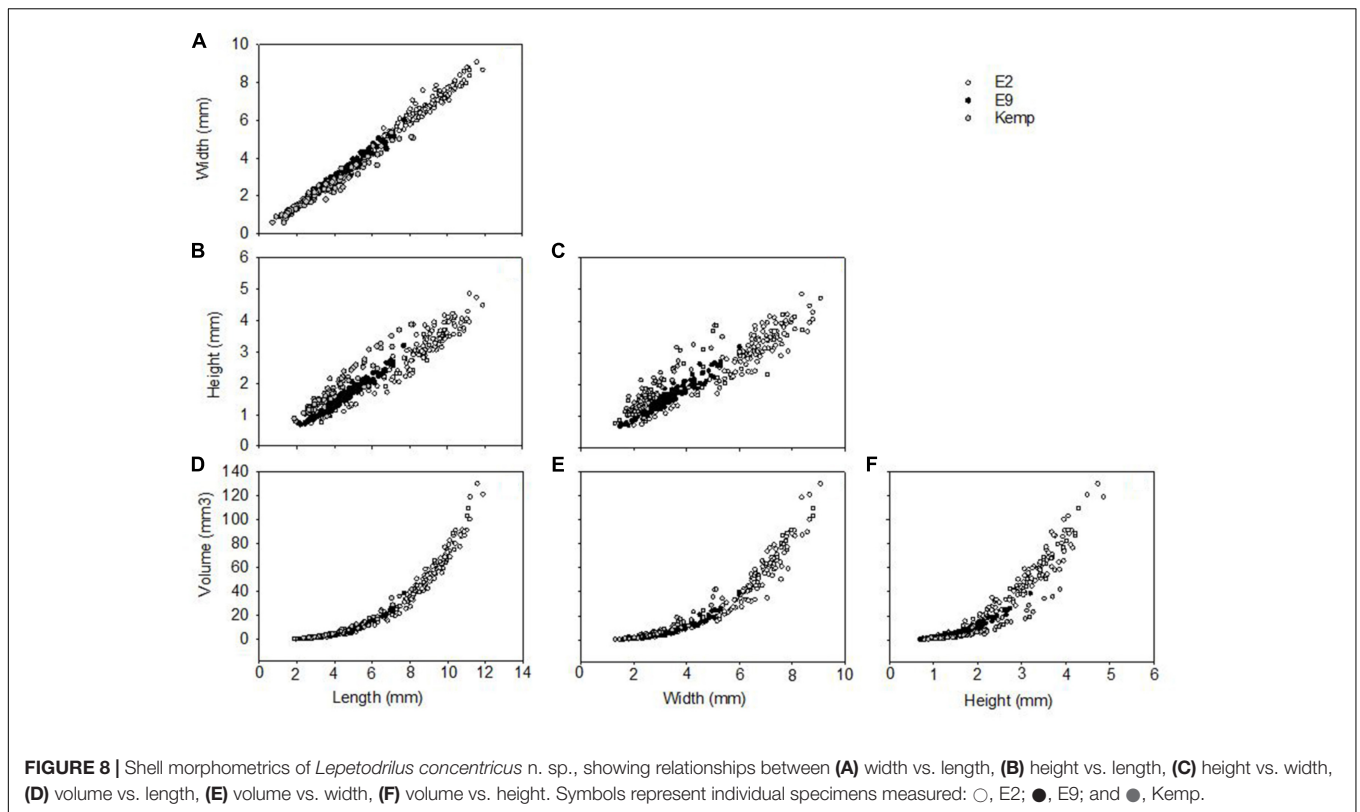 A
10
8
6
4
2
0
Width (mm)
E2
E9
Kemp
B
6
5
4
3
2
1
0
Height (mm)
C
D
140
120
100
80
60
40
20
0
Volume (mm3)
0 2 4 6 8 10 12 14
Length (mm)
E
0 2 4 6 8 10
Width (mm)
F
0 1 2 3 4 5 6
Height (mm)
FIGURE 8 | Shell morphometrics of Lepetodrilus concentricus n. sp., showing relationships between (A) width vs. length, (B) height vs. length, (C) height vs. width,
(D) volume vs. length, (E) volume vs. width, (F) volume vs. height. Symbols represent individual specimens measured: ○, E2; ●, E9; and ●, Kemp.